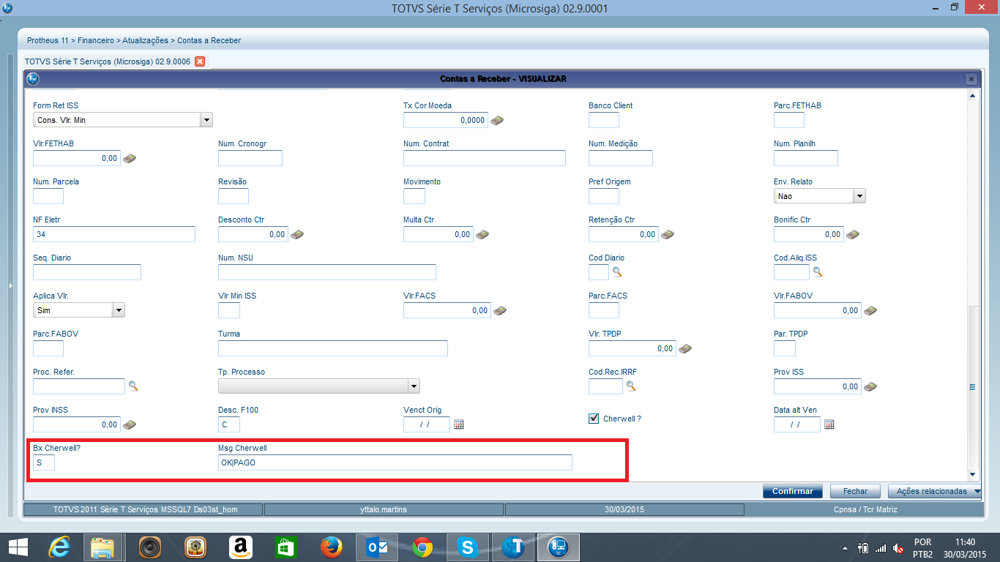 TOTVS Série T Serviços (Microsiga) 02.9.0001
Protheus 11 > Financeiro > Atualizações > Contas a Receber
TOTVS Série T Serviços (Microsiga) 02.9.0006
Contas a Receber - VISUALIZAR
Form Ret ISS Tx Cor.Moeda Banco Client Parc.FETHAB
Cons. Vlr. Min 0,0000
Vlr.FETHAB Num. Cronogr Num. Contrat Num. Medição Num. Planilh
0,00
Num. Parcela Revisão Movimento Pref Origem Env. Relato
Nao
NF Eletr Desconto Ctr Multa Ctr Retenção Ctr Bonific Ctr
34 0,00 0,00 0,00 0,00
Seq. Diario Num. NSU Cod Diario Cod.Aliq.ISS
Aplica Vlr. Vlr Min ISS Vlr.FACS Parc.FACS Vlr.FABOV
Sim 0,00 0,00
Parc.FABOV Turma Vlr. TPDP Par. TPDP
0,00
Proc. Refer. Tp. Processo Cod.Rec.IRRF Prov ISS
0,00
Prov INSS Desc. F100 Venct Orig Cherwell ? Data alt Ven
0,00 C / / / /
Bx Cherwell? Msg Cherwell
S OK|PAGO
Confirmar Fechar Ações relacionadas
TOTVS 2011 Série T Serviços MSSQL7 Ds03st_hom yttalo.martins 30/03/2015 Cpnsa / Tcr Matriz
POR 11:40
PTB2 30/03/2015